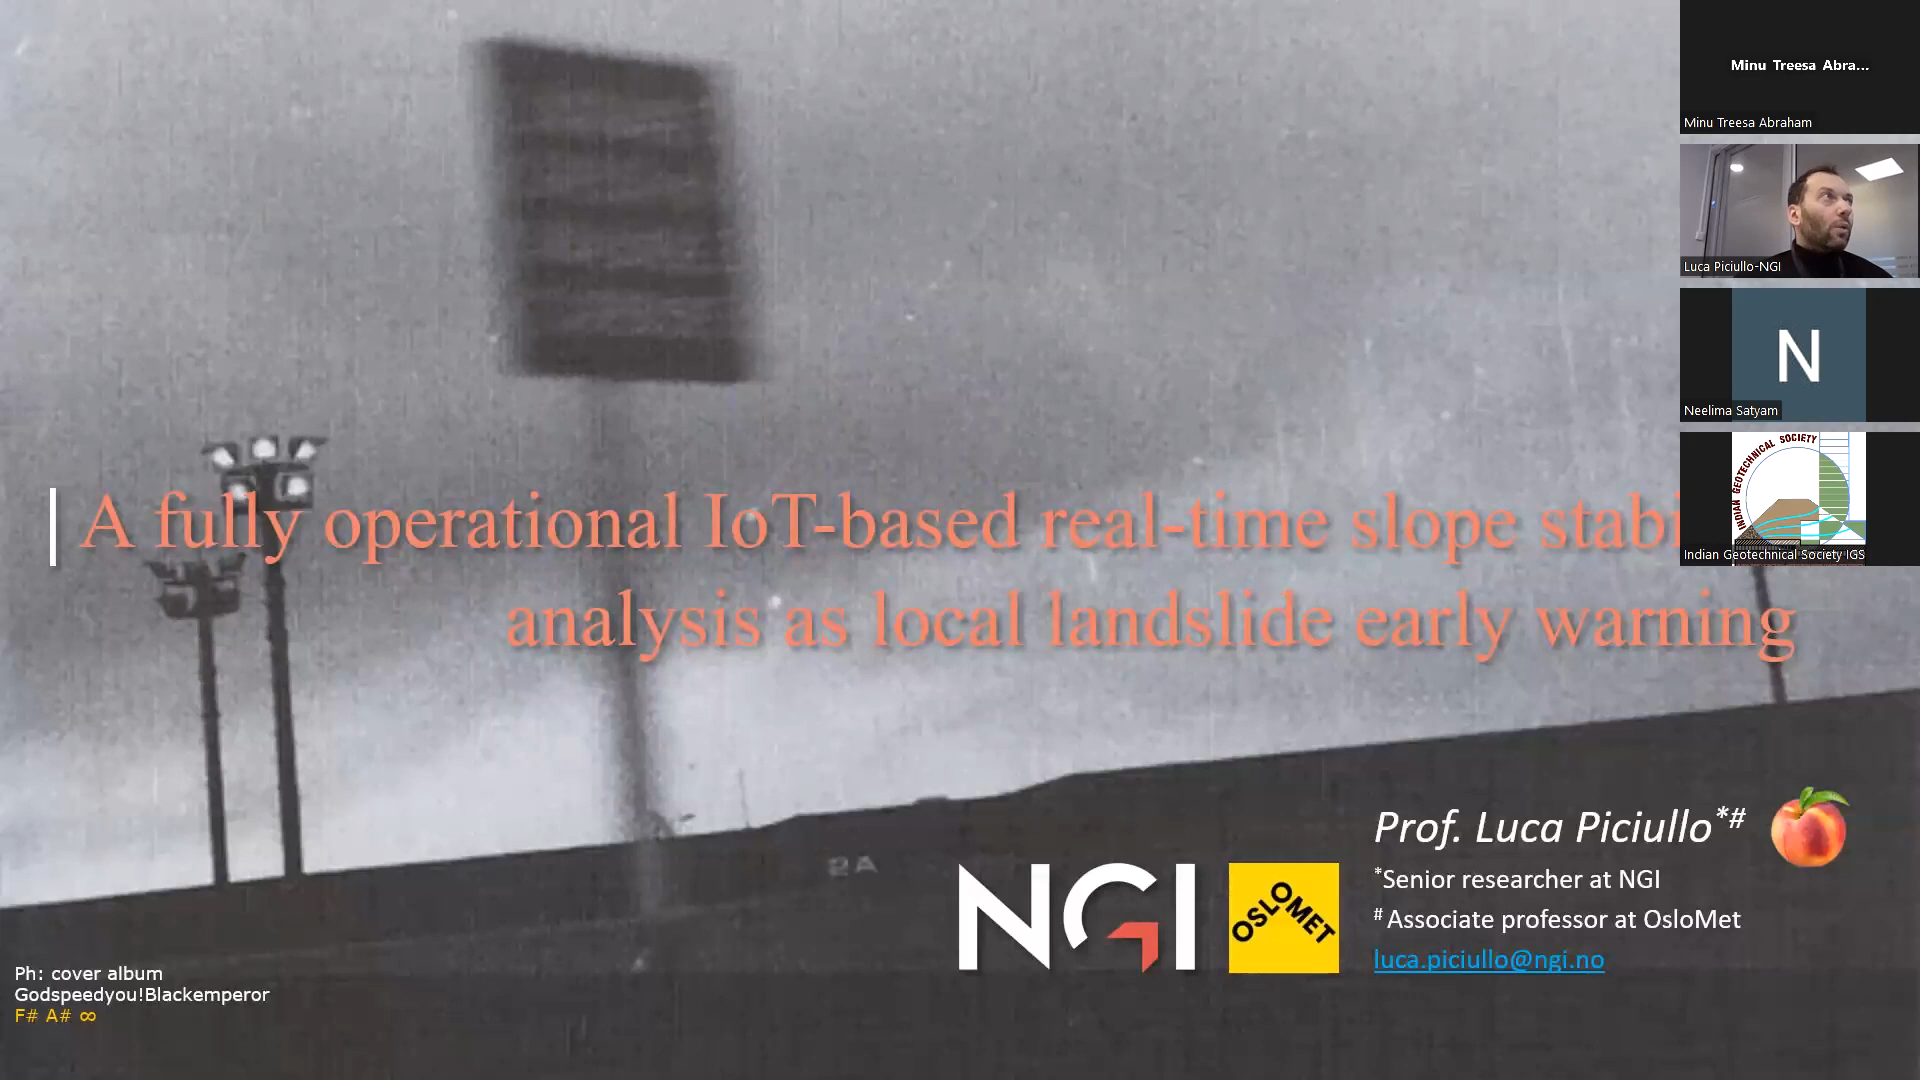 A fully operational IoT-based real-time slope stabi
analysis as local landslide early warning
Prof. Luca Piciullo*#
*Senior researcher at NGI
# Associate professor at OsloMet
luca.piciullo@ngi.no
NGI
OSLOMET
2A
Ph: cover album
Godspeedyou!Blackemperor
F# A# ∞
Minu Treesa Abra...
Minu Treesa Abraham
Luca Piciullo-NGI
N
Neelima Satyam
INDIAN GEOTECHNICAL SOCIETY
Indian Geotechnical Society IGS